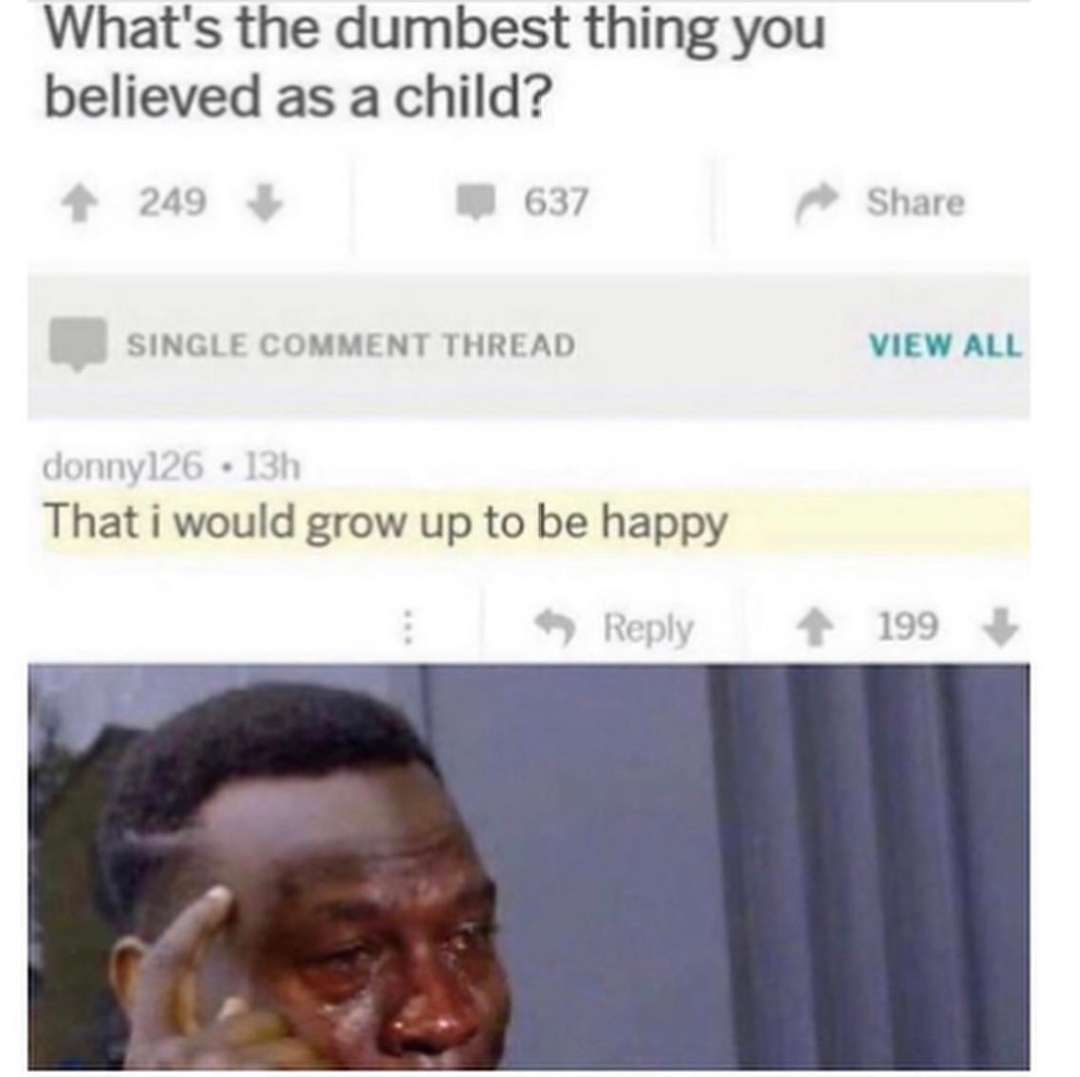 What's the dumbest thing you
believed as a child?
249 637 Share
SINGLE COMMENT THREAD VIEW ALL
donny126 • 13h
That i would grow up to be happy
Reply 199